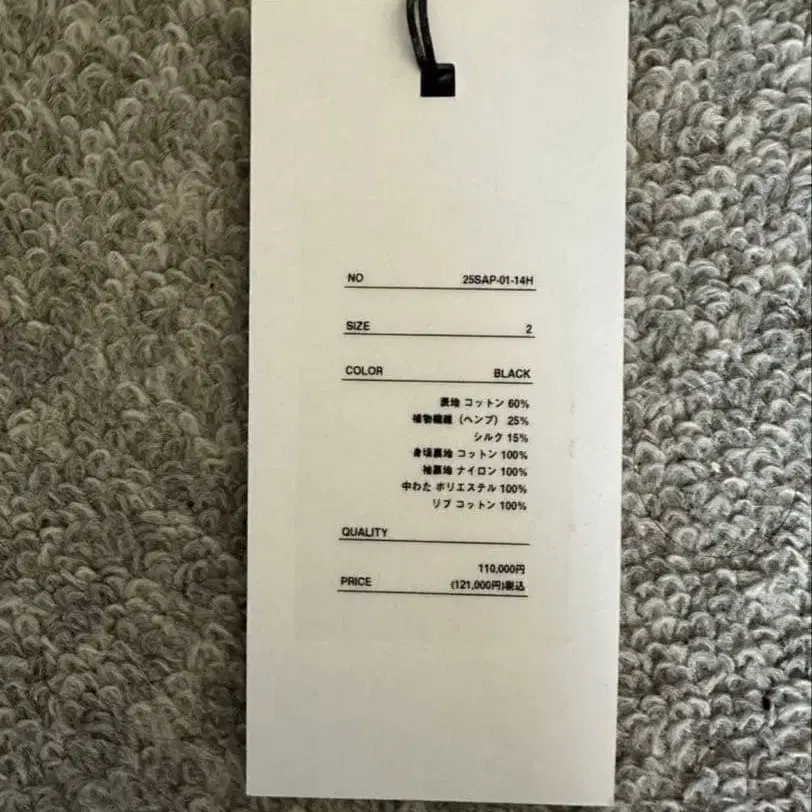 NO 25SAP-01-14H
SIZE 2
COLOR BLACK
表地 コットン 60%
植物繊維 (ヘンプ) 25%
シルク 15%
身頃裏地 コットン 100%
袖裏地 ナイロン 100%
中わた ポリエステル 100%
リブ コットン 100%
QUALITY
110,000円
PRICE (121,000円)税込